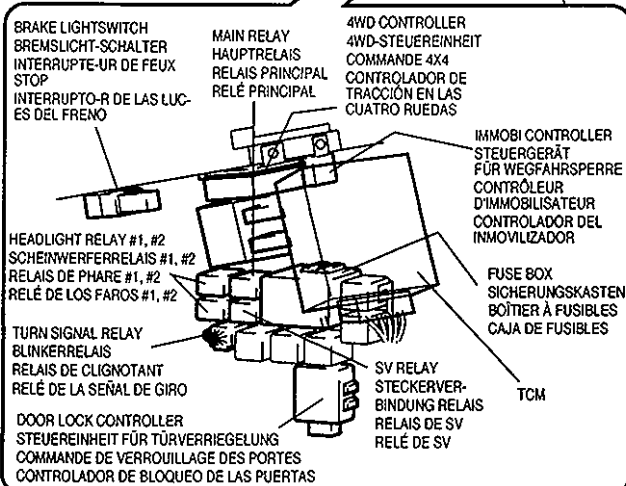 BRAKE LIGHTSWITCH
BREMSLICHT-SCHALTER
INTERRUPTE-UR DE FEUX
STOP
INTERRUPTO-R DE LAS LUC-
ES DEL FRENO
MAIN RELAY
HAUPTRELAIS
RELAIS PRINCIPAL
RELÉ PRINCIPAL
4WD CONTROLLER
4WD-STEUEREINHEIT
COMMANDE 4X4
CONTROLADOR DE
TRACCIÓN EN LAS
CUATRO RUEDAS
IMMOBI CONTROLLER
STEUERGERÄT
FÜR WEGFAHRSPERRE
CONTRÔLEUR
D'IMMOBILISATEUR
CONTROLADOR DEL
INMOVILIZADOR
HEADLIGHT RELAY #1, #2
SCHEINWERFERRELAIS #1, #2
RELAIS DE PHARE #1, #2
RELÉ DE LOS FAROS #1, #2
FUSE BOX
SICHERUNGSKASTEN
BOÎTIER À FUSIBLES
CAJA DE FUSIBLES
TURN SIGNAL RELAY
BLINKERRELAIS
RELAIS DE CLIGNOTANT
RELÉ DE LA SEÑAL DE GIRO
SV RELAY
STECKERVER-
BINDUNG RELAIS
RELAIS DE SV
RELÉ DE SV
TCM
DOOR LOCK CONTROLLER
STEUEREINHEIT FÜR TÜRVERRIEGELUNG
COMMANDE DE VERROUILLAGE DES PORTES
CONTROLADOR DE BLOQUEO DE LAS PUERTAS